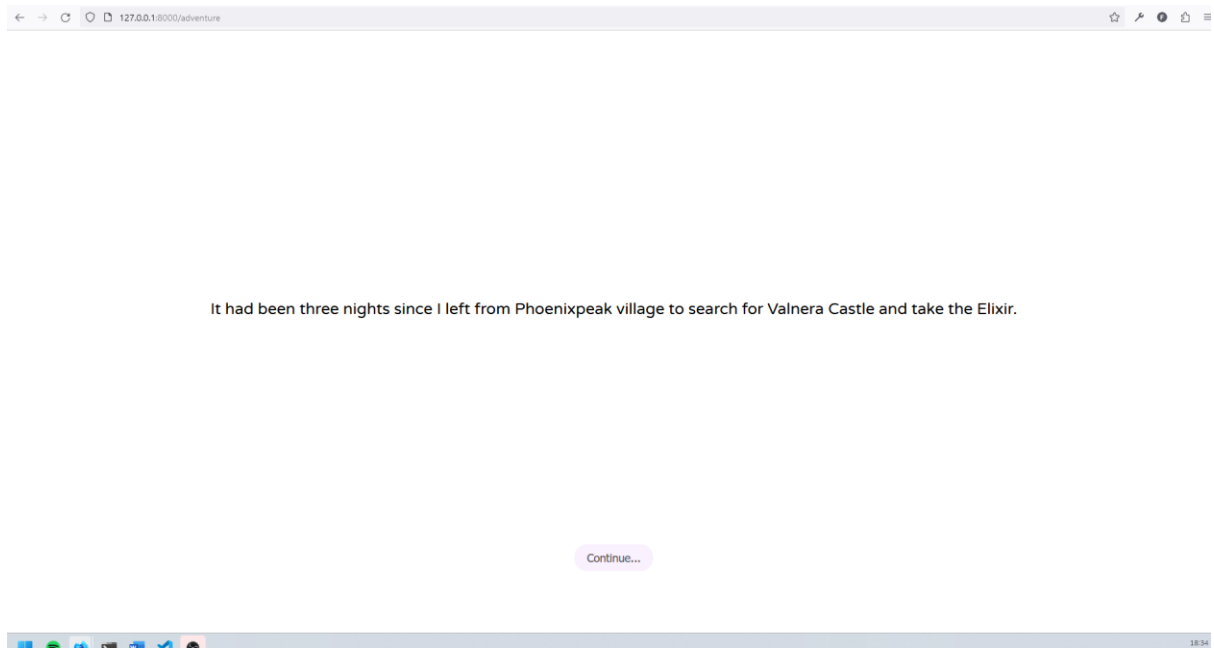 127.0.0.1:8000/adventure
It had been three nights since I left from Phoenixpeak village to search for Valnera Castle and take the Elixir.
Continue...
18:34